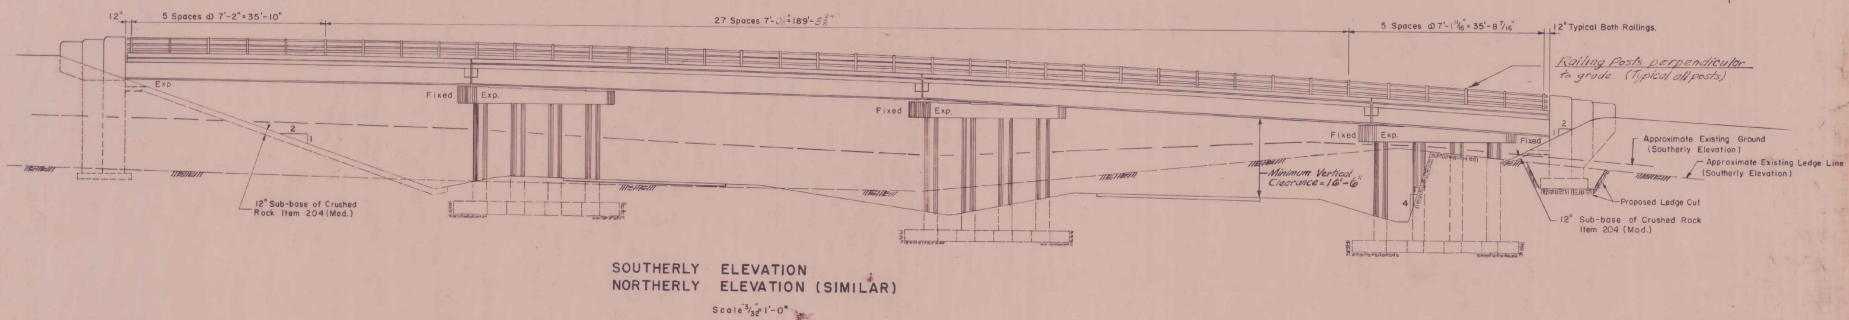 12"
5 Spaces @ 7'-2"=35'-10"
27 Spaces
5 Spaces @ 7'-1 11/16"=35'-8 7/16"
12" Typical Both Railings.
Railing Posts perpendicular
to grade. (Typical all posts)
Exp.
Fixed
Exp.
Fixed
Exp.
Fixed
Exp.
Fixed
2
1
2
1
4
Minimum Vertical
Clearance=16'-6"
Approximate Existing Ground
(Southerly Elevation)
Approximate Existing Ledge Line
(Southerly Elevation)
Proposed Ledge Cut
12" Sub-base of Crushed
Rock Item 204 (Mod.)
12" Sub-base of Crushed Rock
Item 204 (Mod.)
SOUTHERLY ELEVATION
NORTHERLY ELEVATION (SIMILAR)
Scale 3/32"=1'-0"